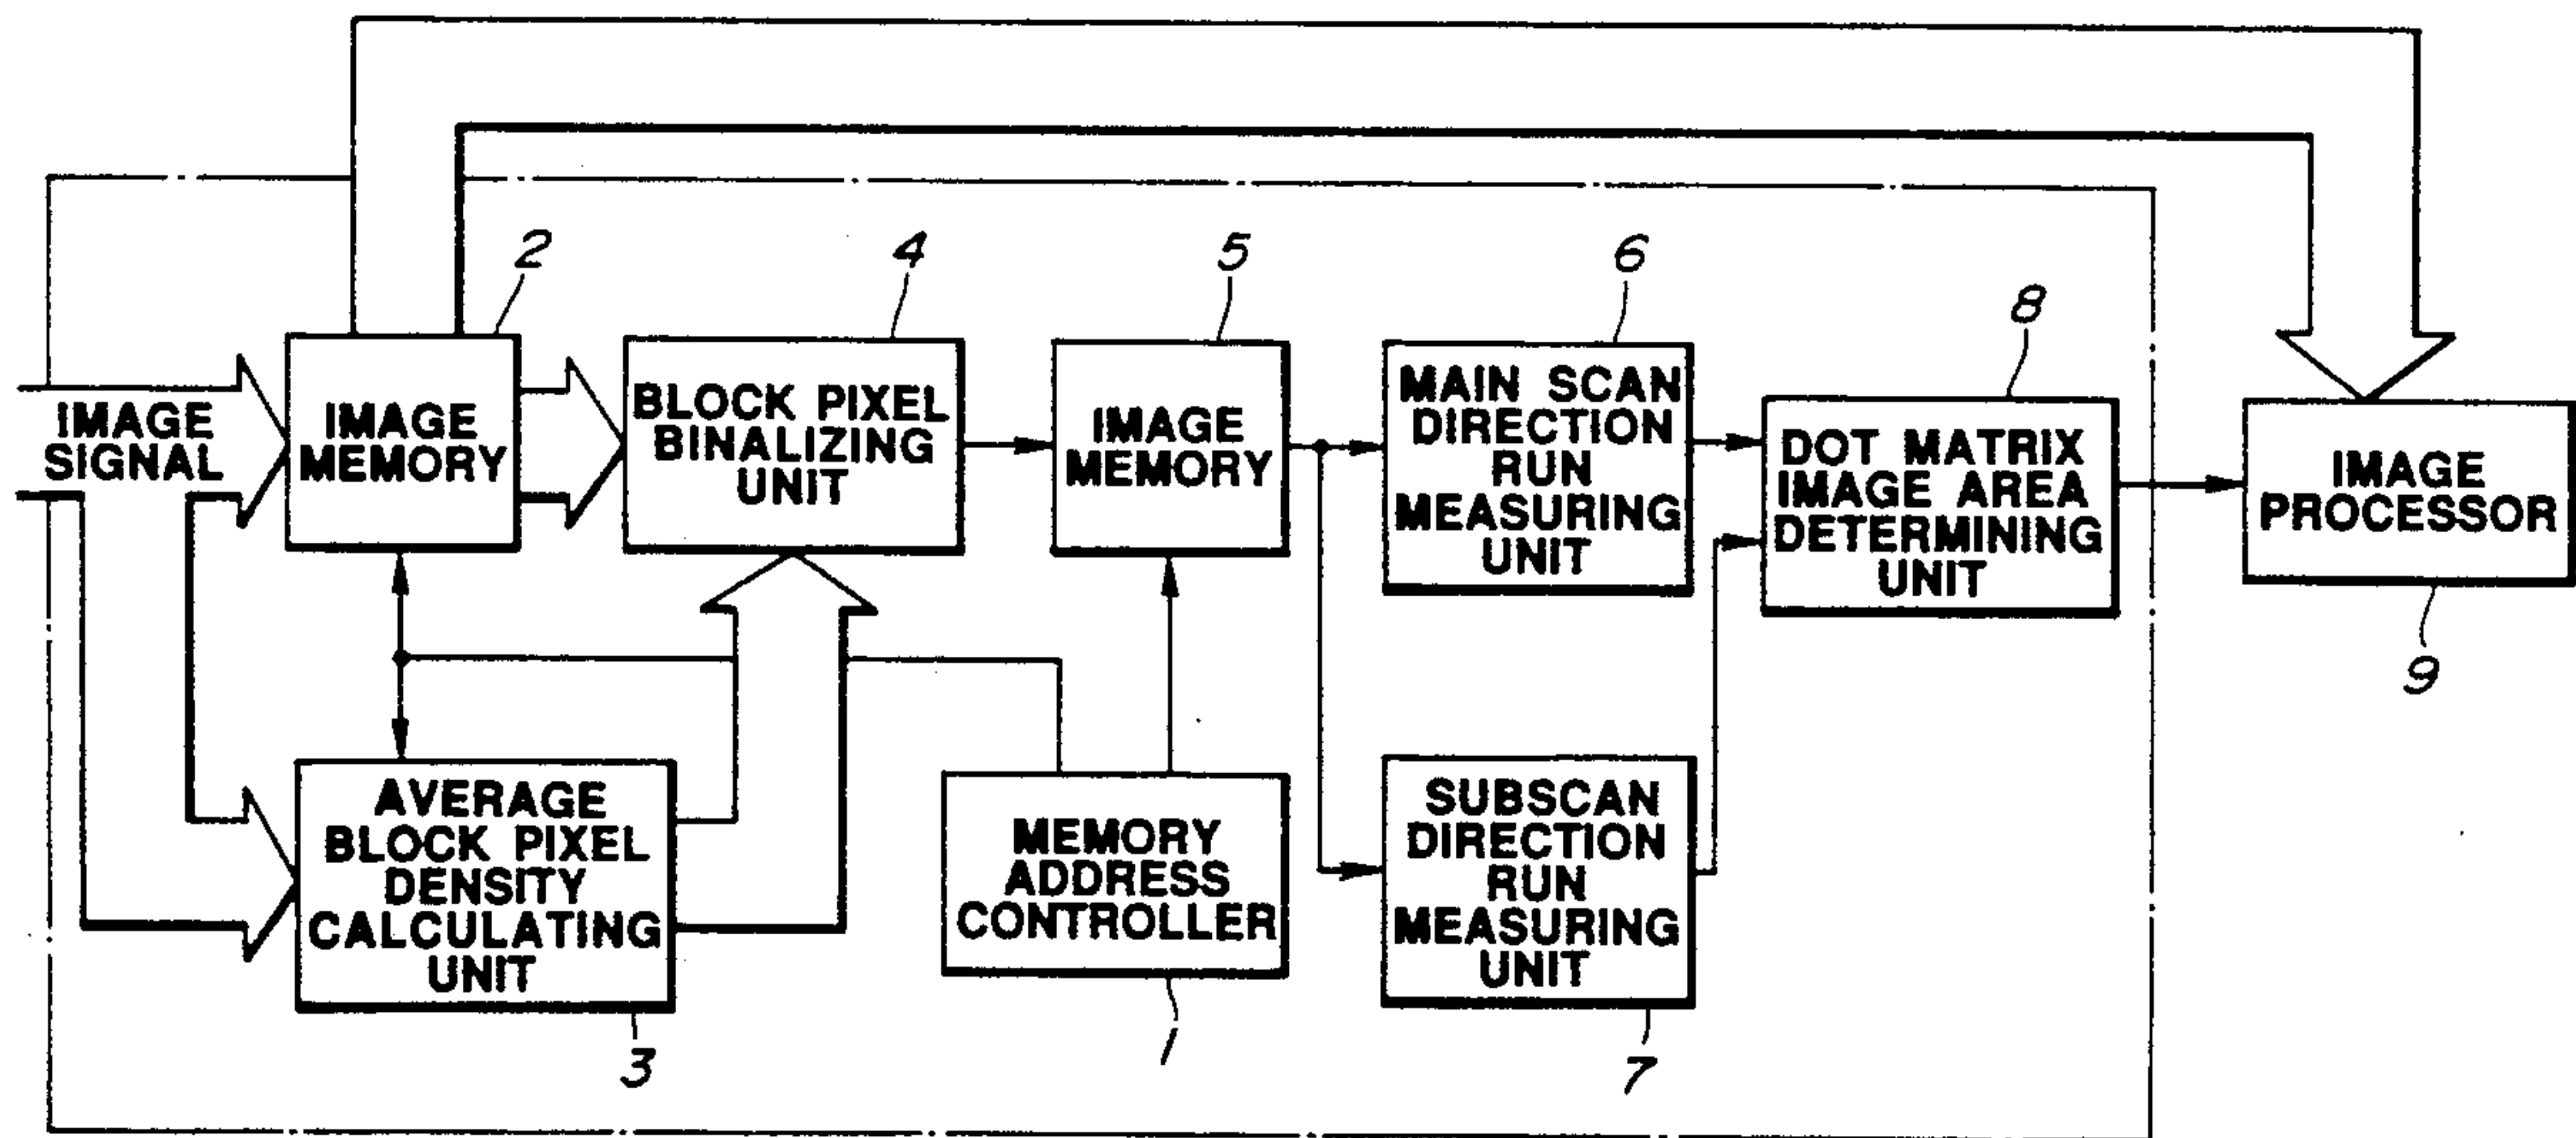 2
4
5
6
8
IMAGE
SIGNAL
IMAGE
MEMORY
BLOCK PIXEL
BINALIZING
UNIT
IMAGE
MEMORY
MAIN SCAN
DIRECTION
RUN
MEASURING
UNIT
DOT MATRIX
IMAGE AREA
DETERMINING
UNIT
IMAGE
PROCESSOR
9
AVERAGE
BLOCK PIXEL
DENSITY
CALCULATING
UNIT
3
MEMORY
ADDRESS
CONTROLLER
1
SUBSCAN
DIRECTION
RUN
MEASURING
UNIT
7